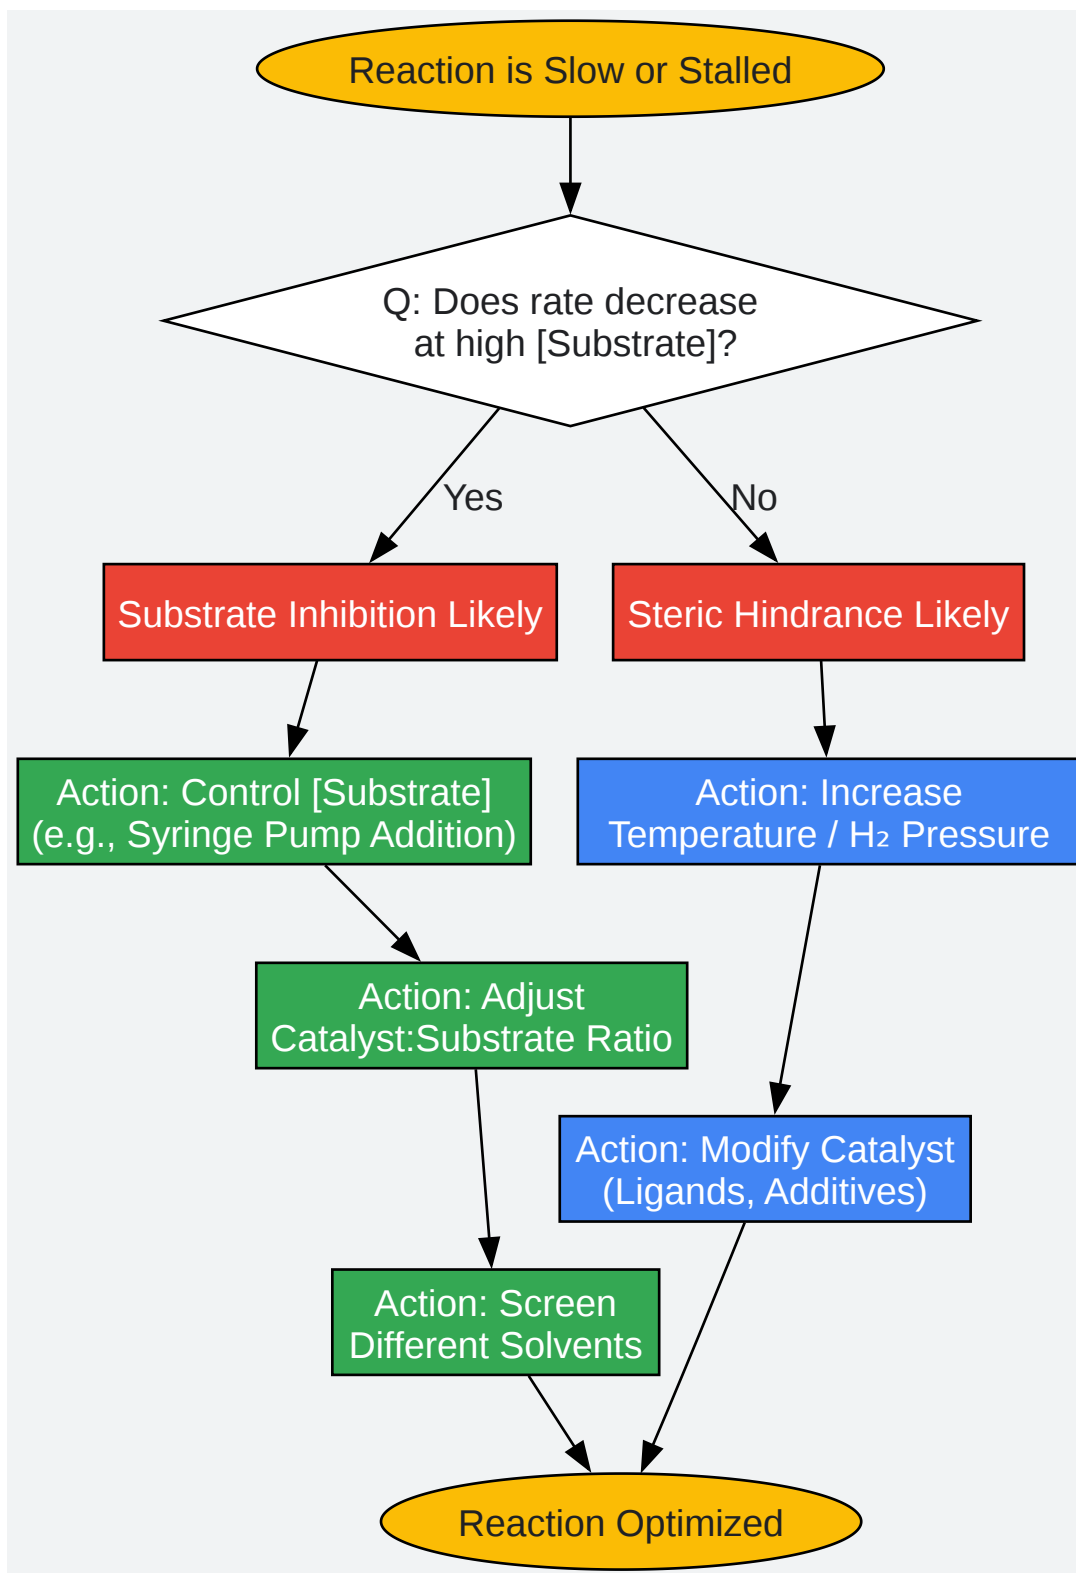 Reaction is Slow or Stalled
Q: Does rate decrease
at high [Substrate]?
Yes
No
Substrate Inhibition Likely
Steric Hindrance Likely
Action: Control [Substrate]
(e.g., Syringe Pump Addition)
Action: Increase
Temperature / H₂ Pressure
Action: Adjust
Catalyst:Substrate Ratio
Action: Modify Catalyst
(Ligands, Additives)
Action: Screen
Different Solvents
Reaction Optimized